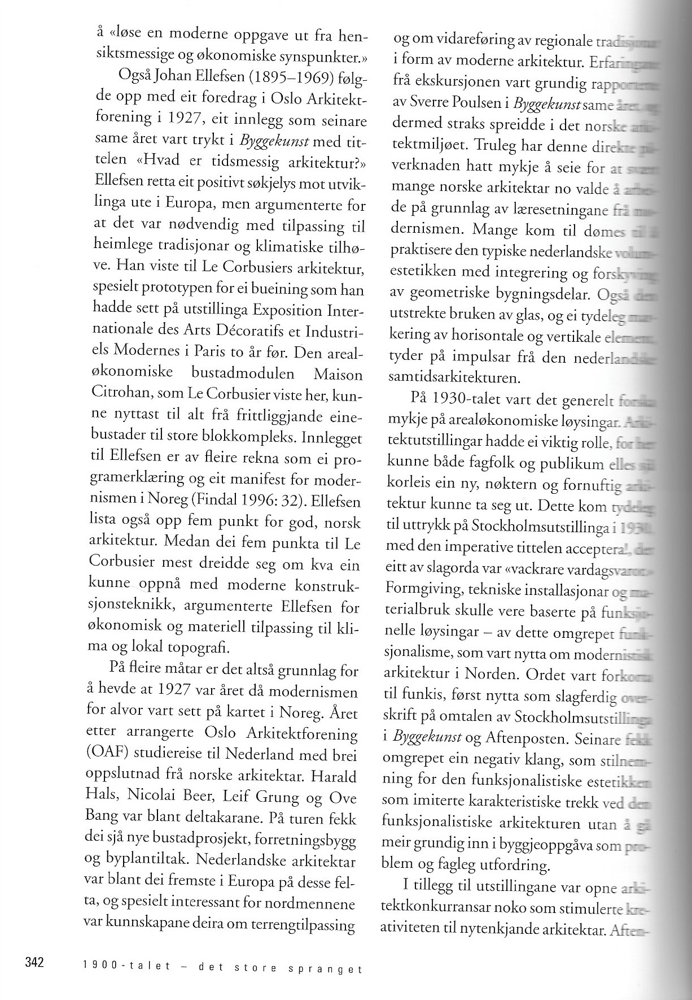 å «løse en moderne oppgave ut fra hen-
siktsmessige og økonomiske synspunkter.»
Også Johan Ellefsen (1895–1969) følg-
de opp med eit foredrag i Oslo Arkitekt-
forening i 1927, eit innlegg som seinare
same året vart trykt i Byggekunst med tit-
telen «Hvad er tidsmessig arkitektur?»
Ellefsen retta eit positivt søkjelys mot utvik-
linga ute i Europa, men argumenterte for
at det var nødvendig med tilpassing til
heimlege tradisjonar og klimatiske tilhø-
ve. Han viste til Le Corbusiers arkitektur,
spesielt prototypen for ei bueining som han
hadde sett på utstillinga Exposition Inter-
nationale des Arts Décoratifs et Industri-
els Modernes i Paris to år før. Den areal-
økonomiske bustadmodulen Maison
Citrohan, som Le Corbusier viste her, kun-
ne nyttast til alt frå frittliggjande eine-
bustader til store blokkompleks. Innlegget
til Ellefsen er av fleire rekna som ei pro-
gramerklæring og eit manifest for moder-
nismen i Noreg (Findal 1996: 32). Ellefsen
lista også opp fem punkt for god, norsk
arkitektur. Medan dei fem punkta til Le
Corbusier mest dreidde seg om kva ein
kunne oppnå med moderne konstruk-
sjonsteknikk, argumenterte Ellefsen for
økonomisk og materiell tilpassing til kli-
ma og lokal topografi.
På fleire måtar er det altså grunnlag for
å hevde at 1927 var året då modernismen
for alvor vart sett på kartet i Noreg. Året
etter arrangerte Oslo Arkitektforening
(OAF) studiereise til Nederland med brei
oppslutnad frå norske arkitektar. Harald
Hals, Nicolai Beer, Leif Grung og Ove
Bang var blant deltakarane. På turen fekk
dei sjå nye bustadprosjekt, forretningsbygg
og byplantiltak. Nederlandske arkitektar
var blant dei fremste i Europa på desse fel-
ta, og spesielt interessant for nordmennene
var kunnskapane deira om terrengtilpassing
og om vidareføring av regionale tradisjonar
i form av moderne arkitektur. Erfaringane
frå ekskursjonen vart grundig rapporterte
av Sverre Poulsen i Byggekunst same året, og
dermed straks spreidde i det norske arki-
tektmiljøet. Truleg har denne direkte på-
verknaden hatt mykje å seie for at svært
mange norske arkitektar no valde å arbei-
de på grunnlag av læresetningane frå mo-
dernismen. Mange kom til dømes til å
praktisere den typiske nederlandske volum-
estetikken med integrering og forskyving
av geometriske bygningsdelar. Også den
utstrekte bruken av glas, og ei tydeleg mar-
kering av horisontale og vertikale element,
tyder på impulsar frå den nederlandske
samtidsarkitekturen.
På 1930-talet vart det generelt forska
mykje på arealøkonomiske løysingar. Arki-
tektutstillingar hadde ei viktig rolle, for her
kunne både fagfolk og publikum elles sjå
korleis ein ny, nøktern og fornuftig arki-
tektur kunne ta seg ut. Dette kom tydeleg
til uttrykk på Stockholmsutstillinga i 1930,
med den imperative tittelen acceptera!, der
eitt av slagorda var «vackrare vardagsvaror.»
Formgiving, tekniske installasjonar og ma-
terialbruk skulle vere baserte på funksjo-
nelle løysingar – av dette omgrepet funk-
sjonalisme, som vart nytta om modernistisk
arkitektur i Norden. Ordet vart forkorta
til funkis, først nytta som slagferdig over-
skrift på omtalen av Stockholmsutstillinga
i Byggekunst og Aftenposten. Seinare fekk
omgrepet ein negativ klang, som stilnem-
ning for den funksjonalistiske estetikken
som imiterte karakteristiske trekk ved den
funksjonalistiske arkitekturen utan å gå
meir grundig inn i byggjeoppgåva som pro-
blem og fagleg utfordring.
I tillegg til utstillingane var opne arki-
tektkonkurransar noko som stimulerte kre-
ativiteten til nytenkjande arkitektar. Aften-
342 1900-talet – det store spranget